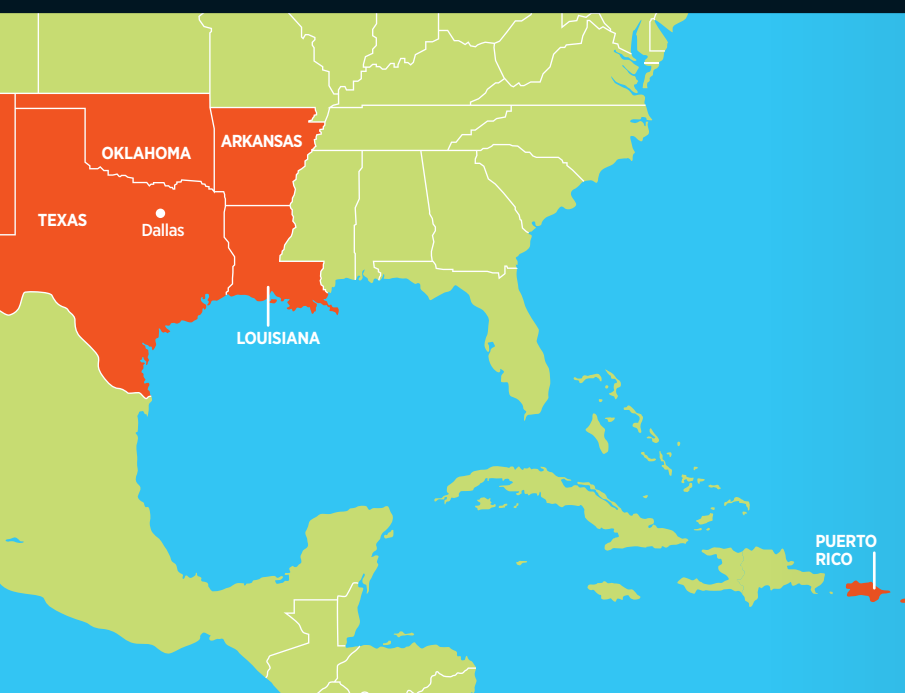 OKLAHOMA
ARKANSAS
TEXAS
Dallas
LOUISIANA
PUERTO
RICO